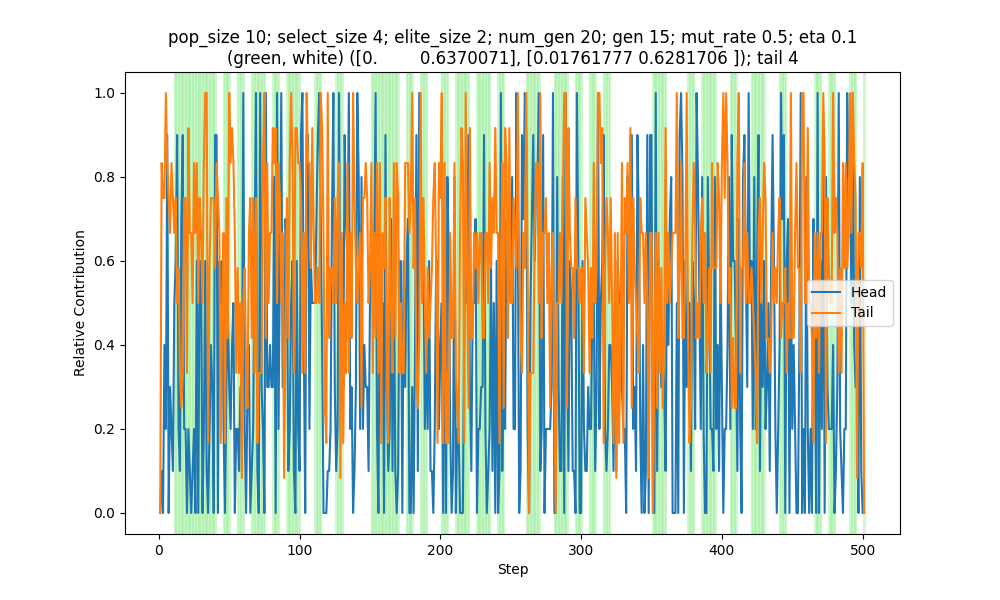 pop_size 10; select_size 4; elite_size 2; num_gen 20; gen 15; mut_rate 0.5; eta 0.1
(green, white) ([0. 0.6370071], [0.01761777 0.6281706 ]); tail 4
1.0
0.8
0.6
0.4
0.2
0.0
Relative Contribution
Head
Tail
0 100 200 300 400 500
Step